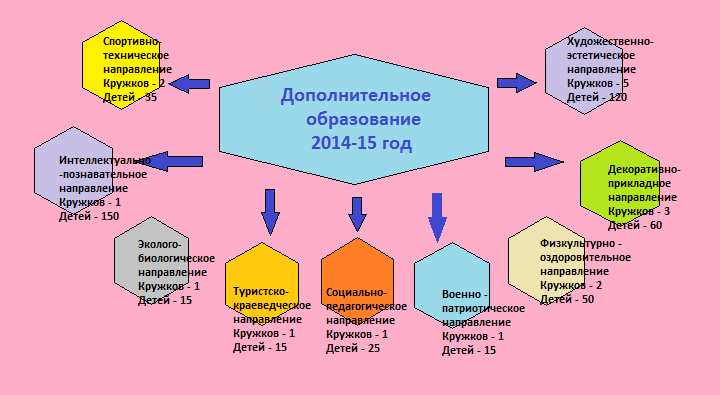 Спортивно-
техническое
направление
Кружков - 2
Детей - 35
Дополнительное
образование
2014-15 год
Художественно-
эстетическое
направление
Кружков - 5
Детей - 120
Интеллектуально
-познавательное
направление
Кружков - 1
Детей - 150
Декоративно-
прикладное
направление
Кружков - 3
Детей - 60
Эколого-
биологическое
направление
Кружков - 1
Детей - 15
Туристско-
краеведческое
направление
Кружков - 1
Детей - 15
Социально-
педагогическое
направление
Кружков - 1
Детей - 25
Военно -
патриотическое
направление
Кружков - 1
Детей - 15
Физкультурно -
оздоровительное
направление
Кружков - 2
Детей - 50